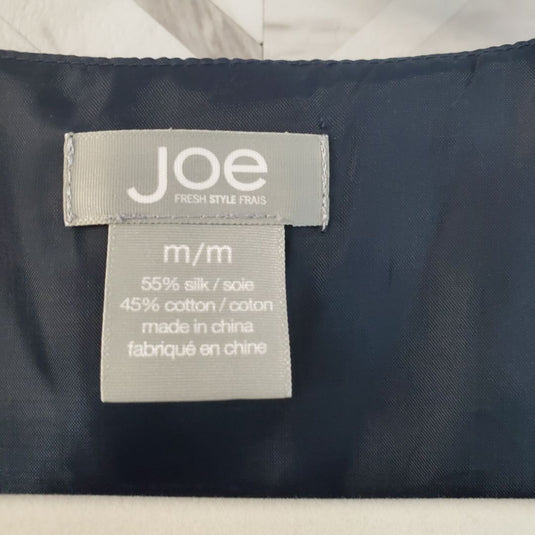 Joe
FRESH STYLE FRAIS
m/m
55% silk / soie
45% cotton / coton
made in china
fabriqué en chine